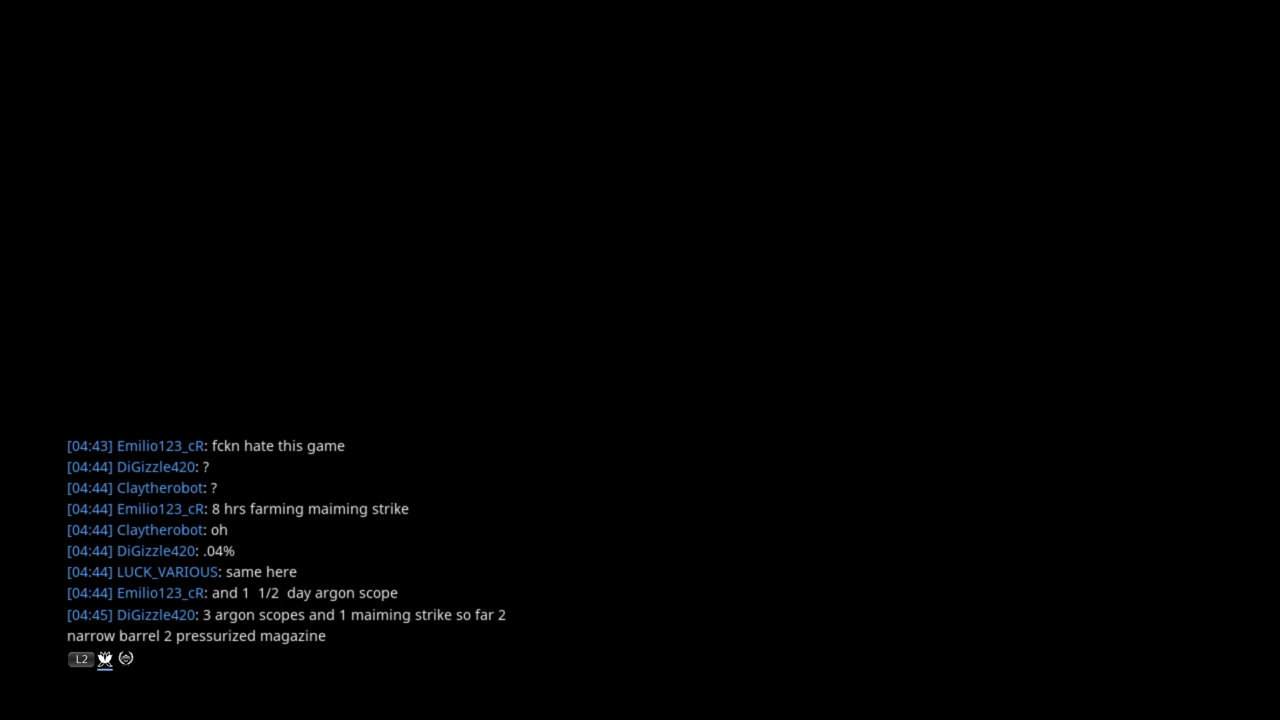 [04:43] Emilio123_cR: fckn hate this game
[04:44] DiGizzle420: ?
[04:44] Claytherobot: ?
[04:44] Emilio123_cR: 8 hrs farming maiming strike
[04:44] Claytherobot: oh
[04:44] DiGizzle420: .04%
[04:44] LUCK_VARIOUS: same here
[04:44] Emilio123_cR: and 1  1/2  day argon scope
[04:45] DiGizzle420: 3 argon scopes and 1 maiming strike so far 2
narrow barrel 2 pressurized magazine
L2